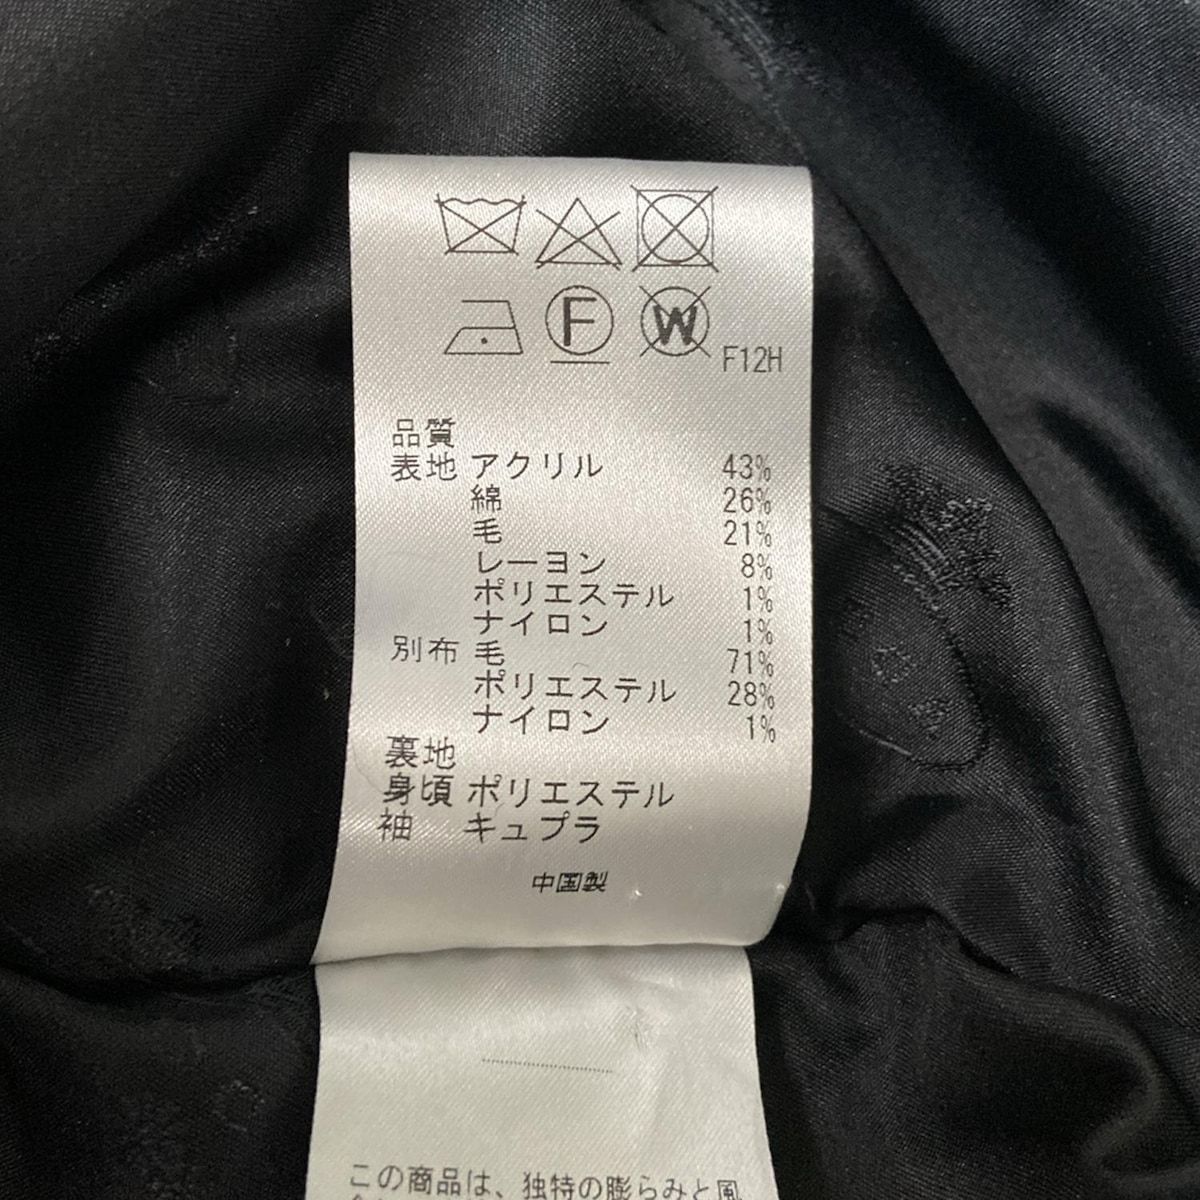 F
W
F12H
品質
表地 アクリル 43%
綿 26%
毛 21%
レーヨン 8%
ポリエステル 1%
ナイロン 1%
別布 毛 71%
ポリエステル 28%
ナイロン 1%
裏地
身頃 ポリエステル
袖 キュプラ
中国製
この商品は、独特の膨らみと風